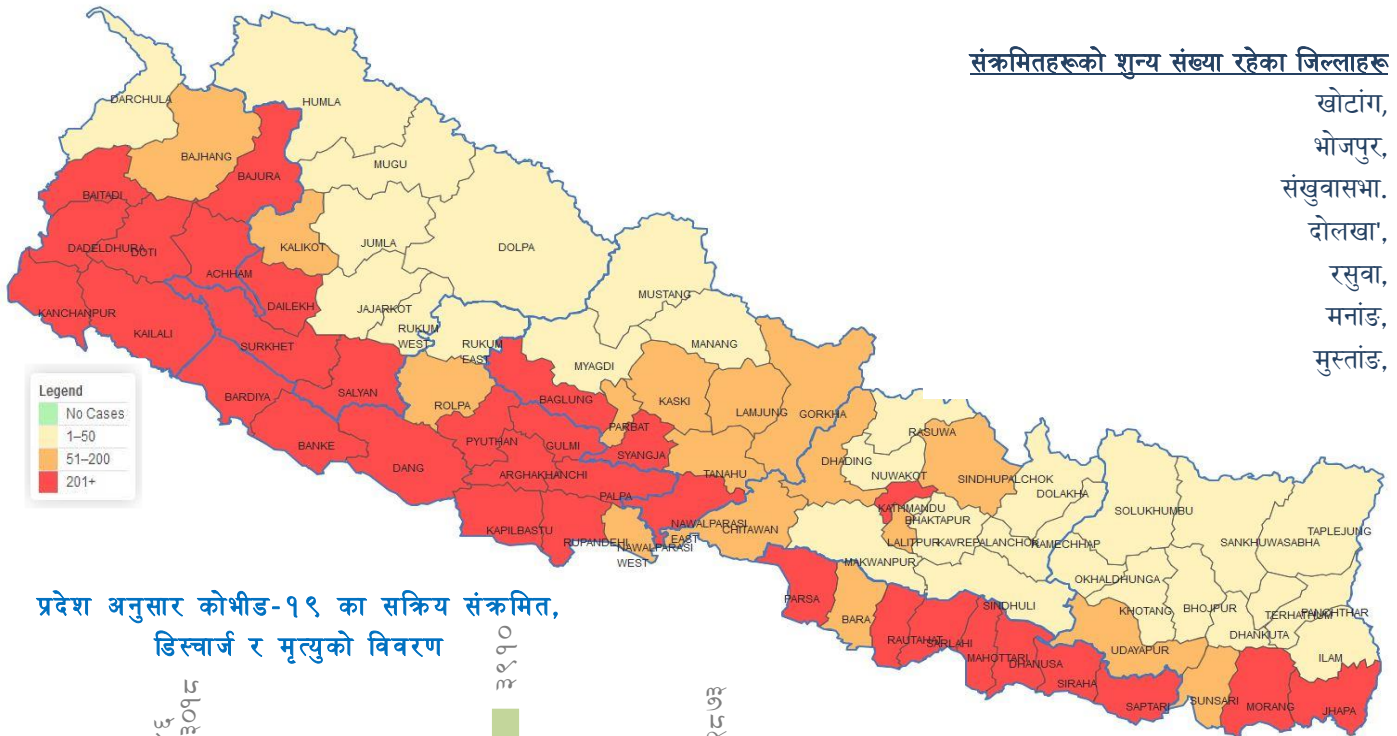 संक्रमितहरूको शुन्य संख्या रहेका जिल्लाहरू
खोटांग,
भोजपुर,
संखुवासभा.
दोलखा',
रसुवा,
मनांङ,
मुस्तांङ,
DARCHULA
HUMLA
BAJHANG
BAJURA
MUGU
BAITADI
DADELDHURA
DOTI
KALIKOT
JUMLA
DOLPA
ACHHAM
DAILEKH
MUSTANG
KANCHANPUR
KAILALI
JAJARKOT
RUKUM
WEST
RUKUM
EAST
MANANG
SURKHET
MYAGDI
Legend
No Cases
1–50
51–200
201+
BARDIYA
SALYAN
ROLPA
BAGLUNG
KASKI
LAMJUNG
GORKHA
PARBAT
RASUWA
BANKE
PYUTHAN
GULMI
SYANGJA
DHADING
NUWAKOT
SINDHUPALCHOK
DANG
ARGHAKHANCHI
TANAHU
DOLAKHA
PALPA
KATHMANDU
BHAKTAPUR
SOLUKHUMBU
TAPLEJUNG
KAPILBASTU
RUPANDEHI
NAWALPARASI
EAST
CHITAWAN
LALITPUR
KAVREPALANCHOK
RAMECHHAP
SANKHUWASABHA
NAWALPARASI
WEST
MAKWANPUR
OKHALDHUNGA
PARSA
SINDHULI
KHOTANG
BHOJPUR
TERHATHUM
PANCHTHAR
BARA
DHANKUTA
RAUTAHAT
SARLAHI
UDAYAPUR
ILAM
MAHOTTARI
DHANUSA
SIRAHA
SAPTARI
SUNSARI
MORANG
JHAPA
प्रदेश अनुसार कोभीड-१९ का सक्रिय संक्रमित,
डिस्चार्ज र मृत्युको विवरण
३०१८
३९१०